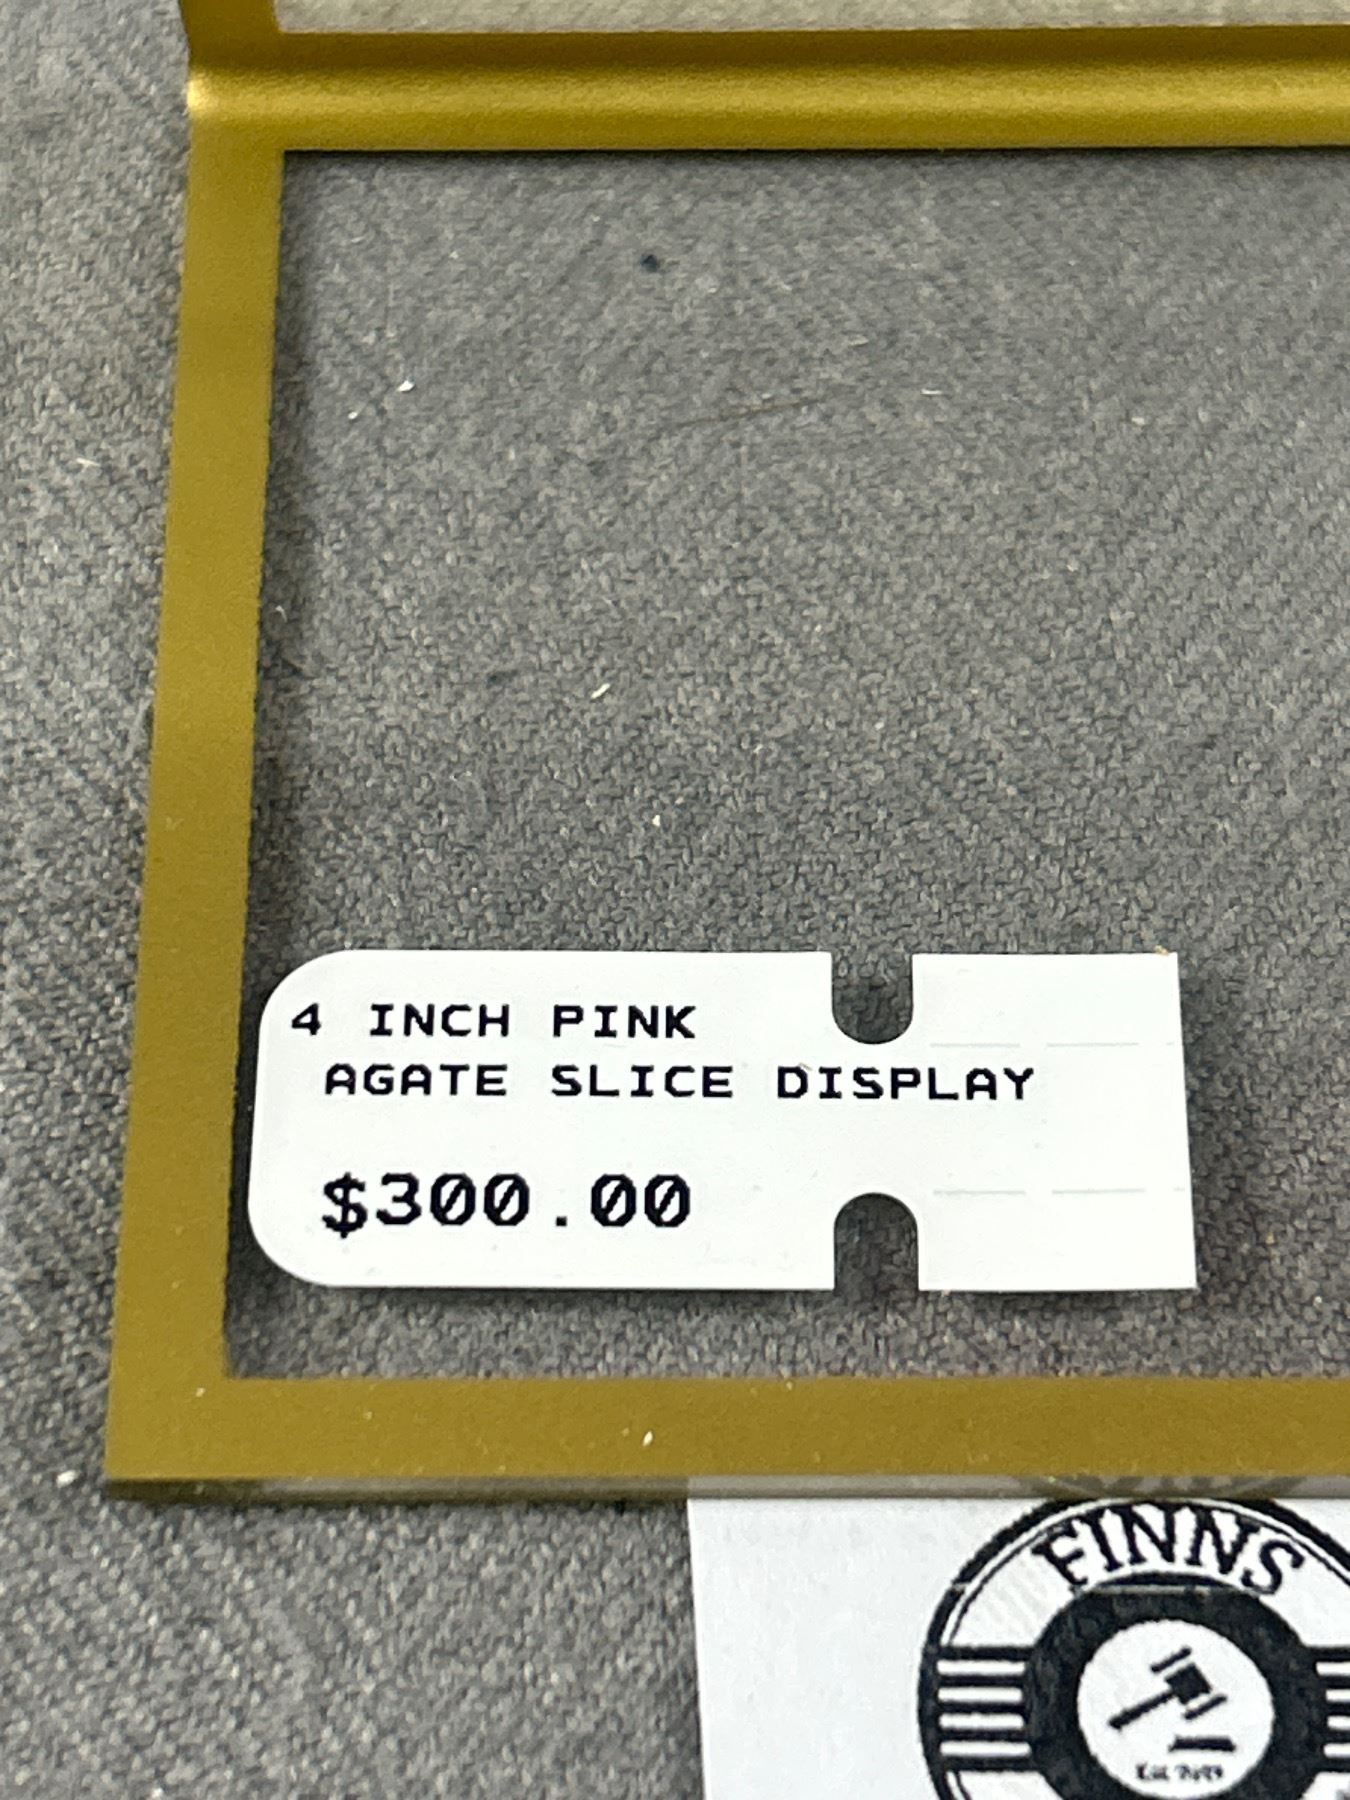 4 INCH PINK
AGATE SLICE DISPLAY
$300.00
FINNS